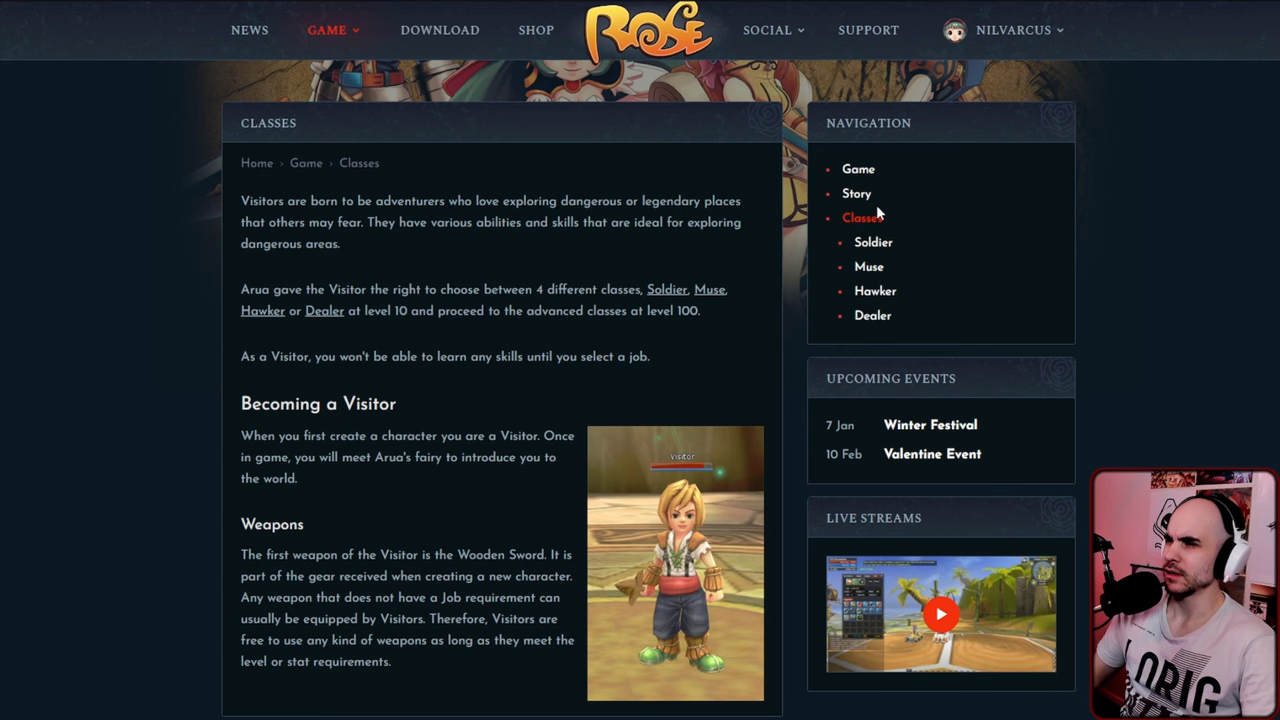 NEWS
GAME
DOWNLOAD
SHOP
ROSE
SOCIAL
SUPPORT
NILVARCUS
CLASSES
Home › Game › Classes
Visitors are born to be adventurers who love exploring dangerous or legendary places
that others may fear. They have various abilities and skills that are ideal for exploring
dangerous areas.
Arua gave the Visitor the right to choose between 4 different classes, Soldier, Muse,
Hawker or Dealer at level 10 and proceed to the advanced classes at level 100.
As a Visitor, you won't be able to learn any skills until you select a job.
Becoming a Visitor
When you first create a character you are a Visitor. Once
in game, you will meet Arua's fairy to introduce you to
the world.
Visitor
Weapons
The first weapon of the Visitor is the Wooden Sword. It is
part of the gear received when creating a new character.
Any weapon that does not have a Job requirement can
usually be equipped by Visitors. Therefore, Visitors are
free to use any kind of weapons as long as they meet the
level or stat requirements.
NAVIGATION
Game
Story
Classes
Soldier
Muse
Hawker
Dealer
UPCOMING EVENTS
7 Jan Winter Festival
10 Feb Valentine Event
LIVE STREAMS
ORIG